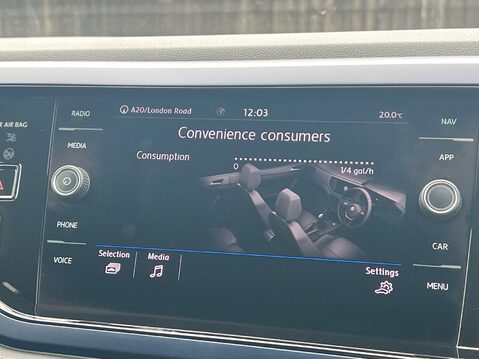 R AIR BAG
RADIO
MEDIA
PHONE
VOICE
A20/London Road
12:03
20.0°C
Convenience consumers
Consumption
0
1/4 gal/h
Selection
Media
Settings
NAV
APP
CAR
MENU